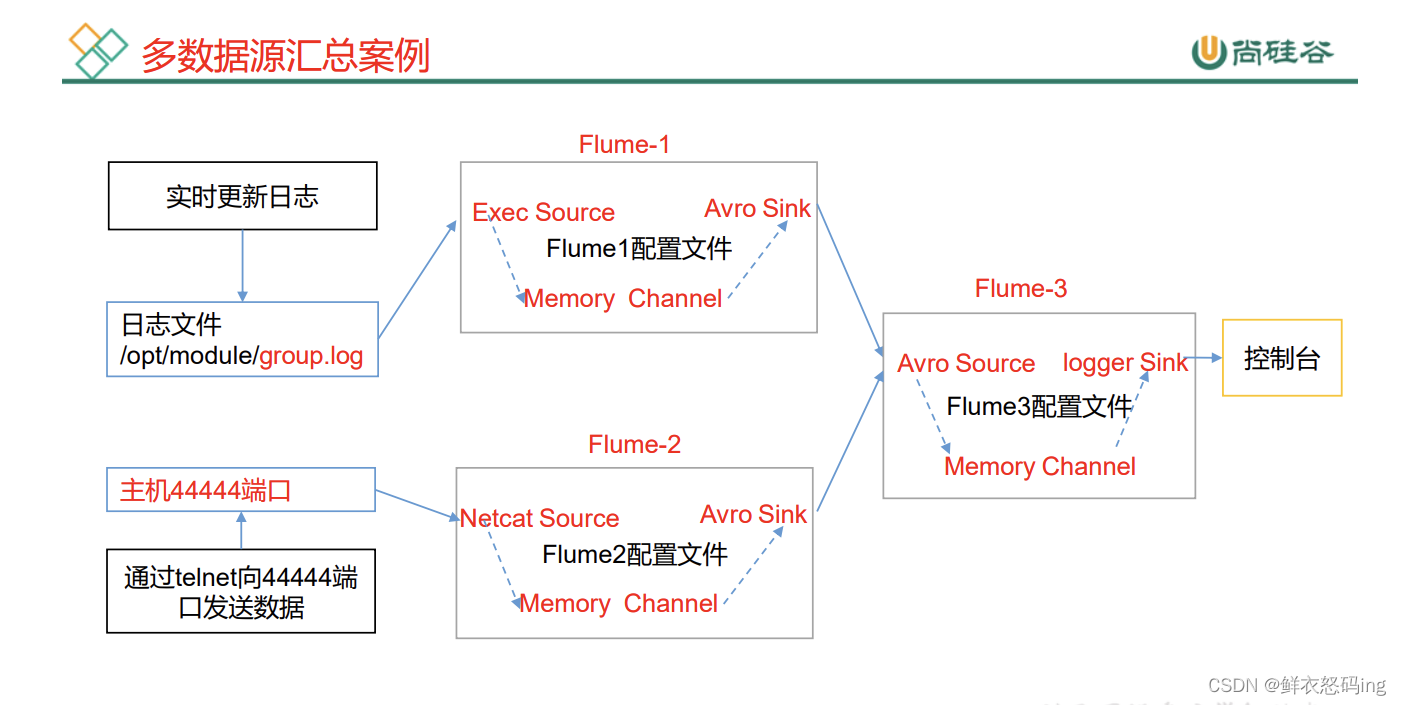 多数据源汇总案例
尚硅谷
Flume-1
实时更新日志
Exec Source
Avro Sink
Flume1配置文件
Memory Channel
日志文件
/opt/module/group.log
Flume-3
Avro Source
logger Sink
Flume3配置文件
Memory Channel
控制台
Flume-2
主机44444端口
Netcat Source
Avro Sink
Flume2配置文件
Memory Channel
通过telnet向44444端
口发送数据
CSDN @鲜衣怒码ing